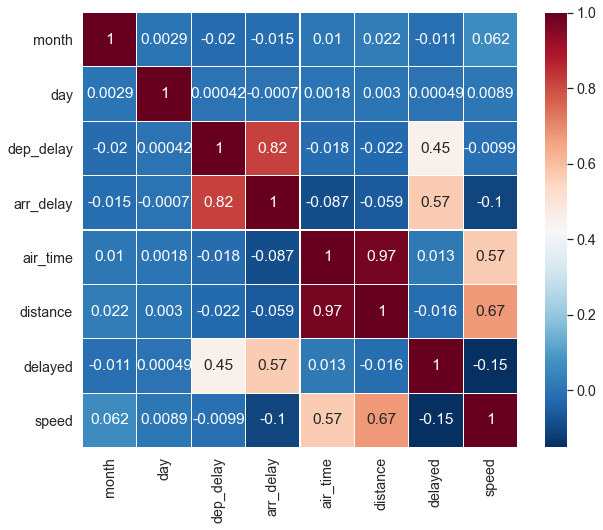 month 1 0.0029 -0.02 -0.015 0.01 0.022 -0.011 0.062
day 0.0029 1 0.00042 -0.0007 0.0018 0.003 0.00049 0.0089
dep_delay -0.02 0.00042 1 0.82 -0.018 -0.022 0.45 -0.0099
arr_delay -0.015 -0.0007 0.82 1 -0.087 -0.059 0.57 -0.1
air_time 0.01 0.0018 -0.018 -0.087 1 0.97 0.013 0.57
distance 0.022 0.003 -0.022 -0.059 0.97 1 -0.016 0.67
delayed -0.011 0.00049 0.45 0.57 0.013 -0.016 1 -0.15
speed 0.062 0.0089 -0.0099 -0.1 0.57 0.67 -0.15 1
month day dep_delay arr_delay air_time distance delayed speed
1.0
0.8
0.6
0.4
0.2
0.0